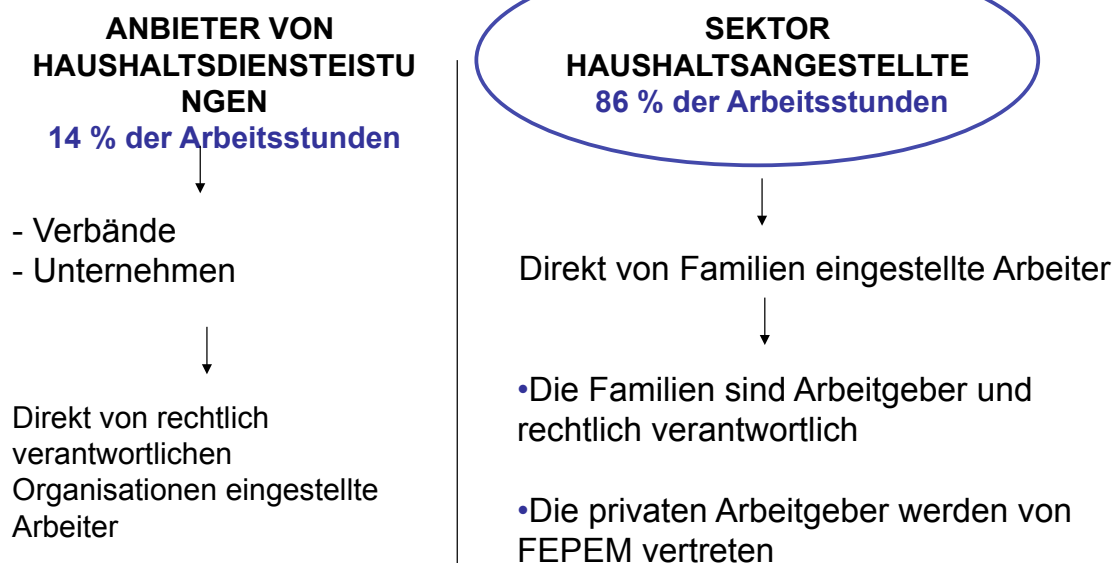 ANBIETER VON
HAUSHALTSDIENSTEISTU
NGEN
14 % der Arbeitsstunden
- Verbände
- Unternehmen
Direkt von rechtlich
verantwortlichen
Organisationen eingestellte
Arbeiter
SEKTOR
HAUSHALTSANGESTELLTE
86 % der Arbeitsstunden
Direkt von Familien eingestellte Arbeiter
•Die Familien sind Arbeitgeber und
rechtlich verantwortlich
•Die privaten Arbeitgeber werden von
FEPEM vertreten